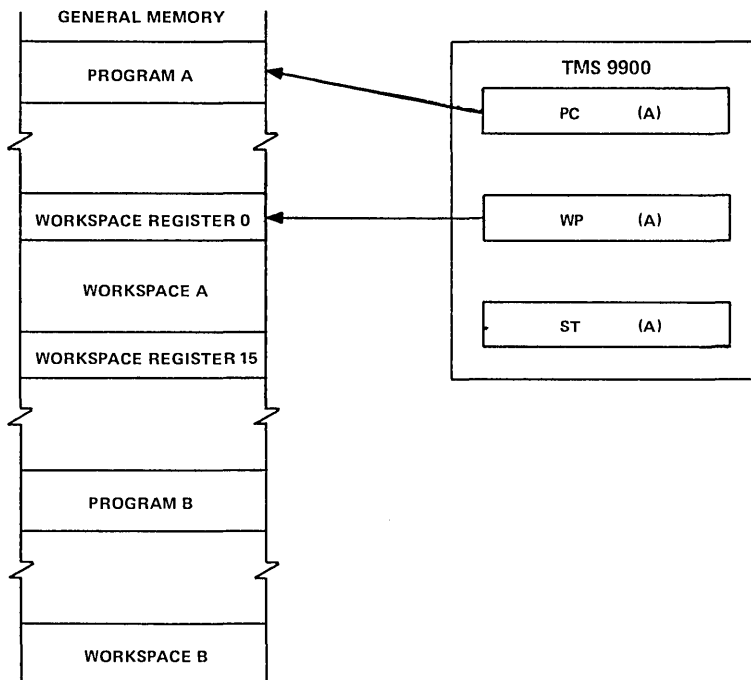 GENERAL MEMORY
PROGRAM A
WORKSPACE REGISTER 0
WORKSPACE A
WORKSPACE REGISTER 15
PROGRAM B
WORKSPACE B
TMS 9900
PC (A)
WP (A)
ST (A)